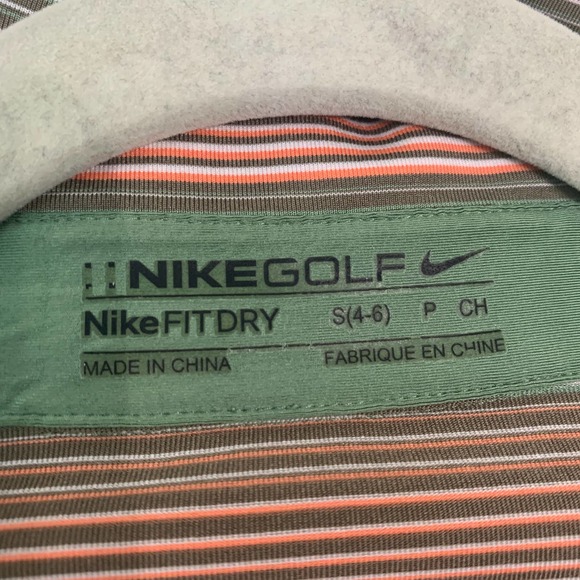 NIKEGOLF
NikeFITDRY S(4-6) P CH
MADE IN CHINA FABRIQUE EN CHINE